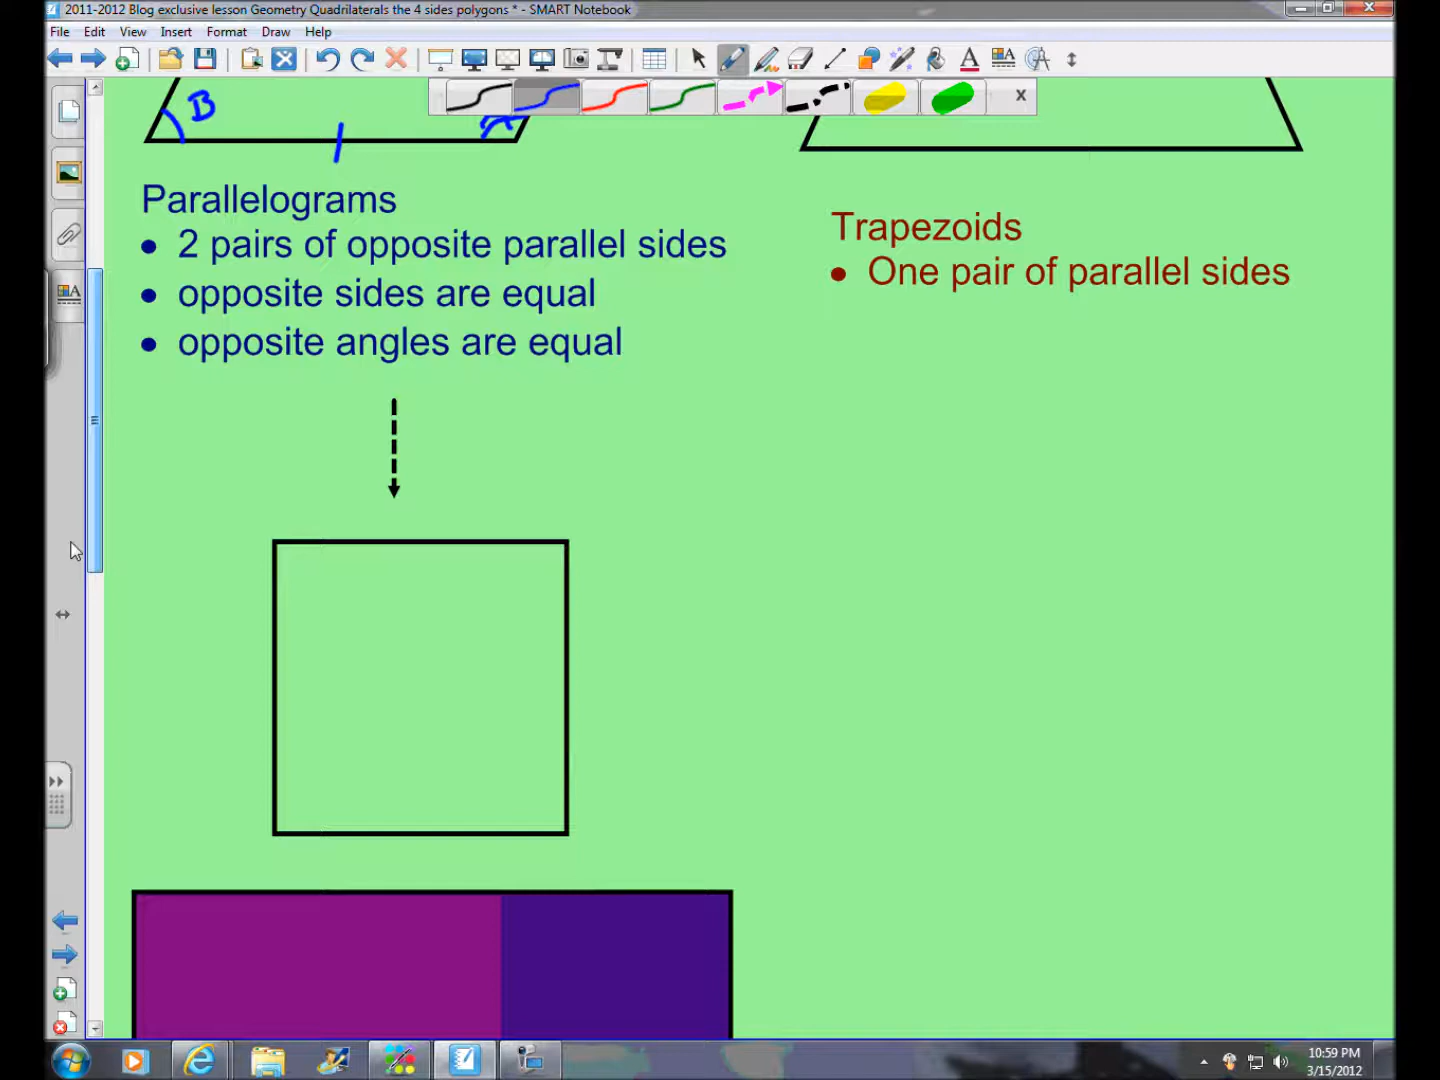 2011-2012 Blog exclusive lesson Geometry Quadrilaterals the 4 sides polygons * - SMART Notebook
File Edit View Insert Format Draw Help
B
Parallelograms
• 2 pairs of opposite parallel sides
• opposite sides are equal
• opposite angles are equal
Trapezoids
• One pair of parallel sides
10:59 PM
3/15/2012